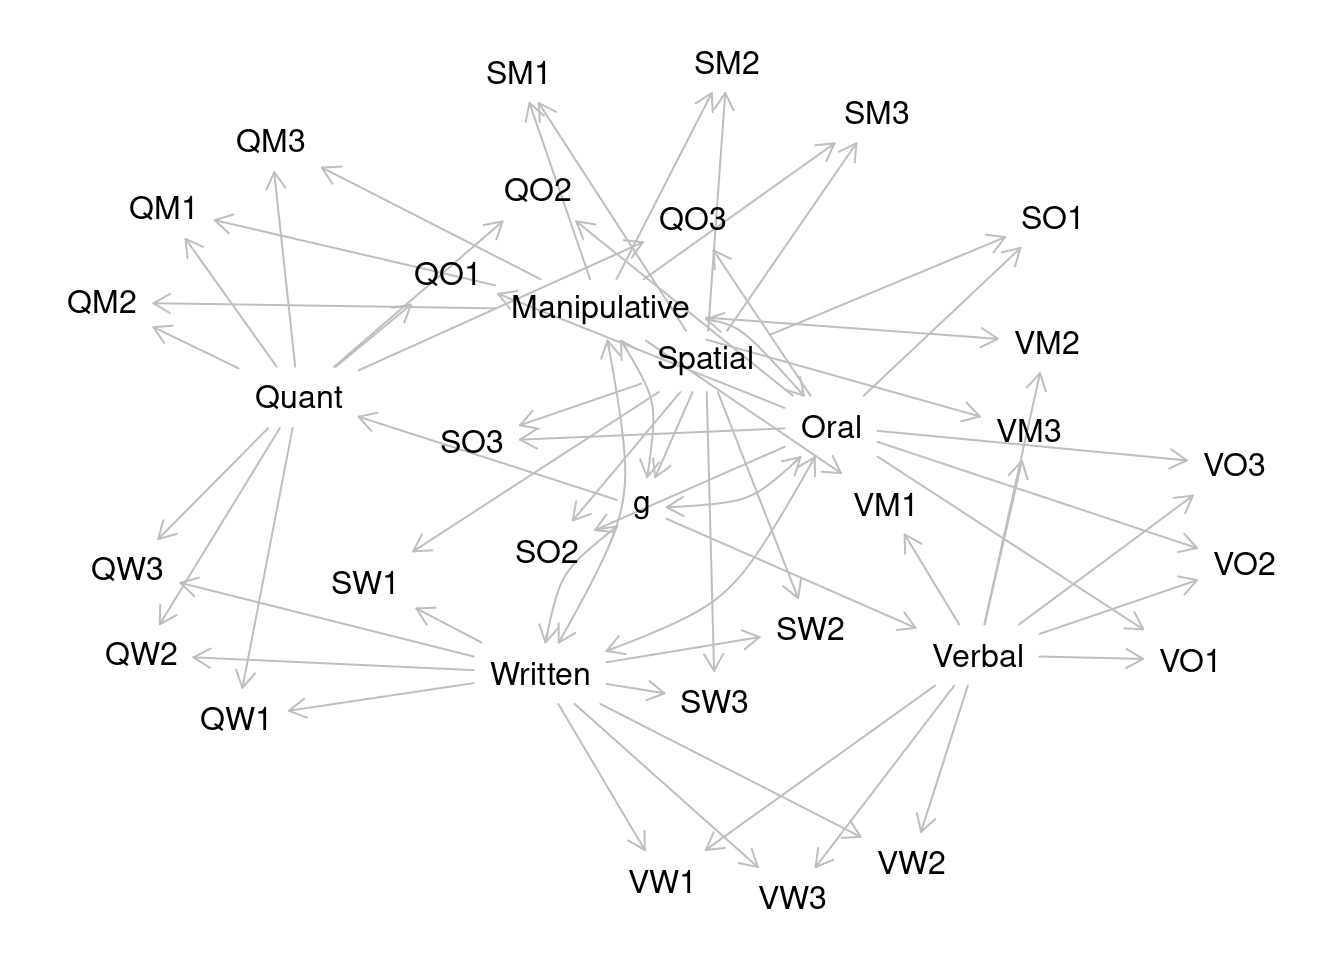 SM1
SM2
SM3
QM3
QO2
QM1
QO3
SO1
QO1
QM2
Manipulative
VM2
Spatial
Quant
Oral
VM3
SO3
VO3
g
VM1
SO2
VO2
QW3
SW1
SW2
QW2
Verbal
VO1
Written
SW3
QW1
VW2
VW1
VW3